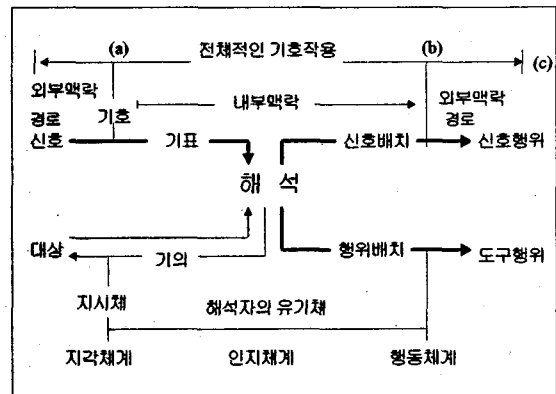 (a) 전체적인 기호작용 (b) (c)
외부맥락 내부맥락 외부맥락
경로 기호 경로
신호 기표 신호배치 신호행위
해 석
대상 기의 행위배치 도구행위
지시체 해석자의 유기체
지각체계 인지체계 행동체계